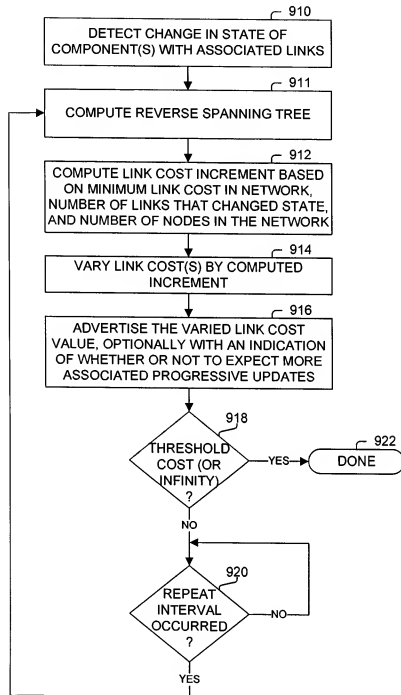 910
DETECT CHANGE IN STATE OF
COMPONENT(S) WITH ASSOCIATED LINKS
911
COMPUTE REVERSE SPANNING TREE
912
COMPUTE LINK COST INCREMENT BASED
ON MINIMUM LINK COST IN NETWORK,
NUMBER OF LINKS THAT CHANGED STATE,
AND NUMBER OF NODES IN THE NETWORK
914
VARY LINK COST(S) BY COMPUTED
INCREMENT
916
ADVERTISE THE VARIED LINK COST
VALUE, OPTIONALLY WITH AN INDICATION
OF WHETHER OR NOT TO EXPECT MORE
ASSOCIATED PROGRESSIVE UPDATES
918
THRESHOLD
COST (OR
INFINITY)
?
YES
922
DONE
NO
920
REPEAT
INTERVAL
OCCURRED
?
NO
YES